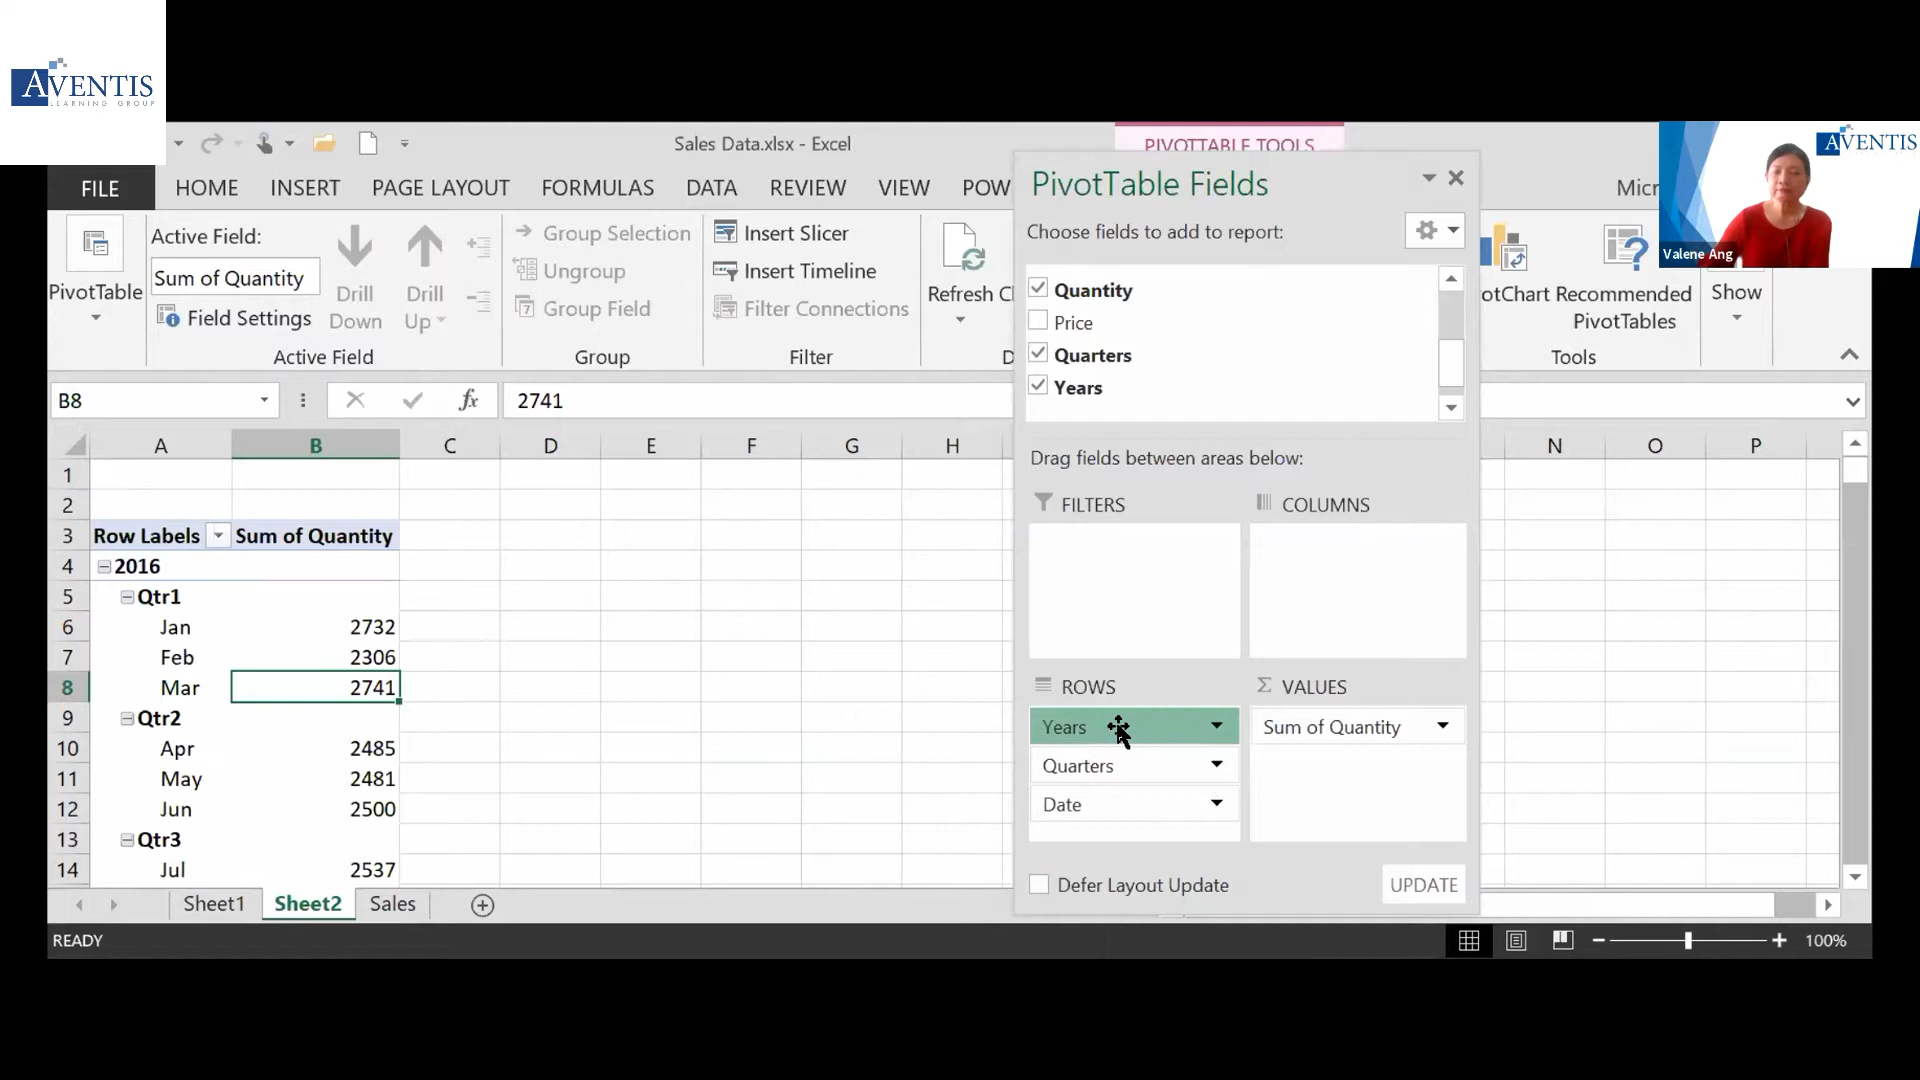 AVENTIS
LEARNING GROUP
Sales Data.xlsx - Excel
PIVOTTABLE TOOLS
AVENTIS
Valene Ang
FILE HOME INSERT PAGE LAYOUT FORMULAS DATA REVIEW VIEW POW
Micr
PivotTable
Active Field:
Sum of Quantity
Field Settings
Drill Down
Drill Up
Active Field
Group Selection
Ungroup
Group Field
Group
Insert Slicer
Insert Timeline
Filter Connections
Filter
Refresh
otChart Recommended
PivotTables
Tools
Show
PivotTable Fields
Choose fields to add to report:
Quantity
Price
Quarters
Years
Drag fields between areas below:
FILTERS
COLUMNS
ROWS
VALUES
Years
Quarters
Date
Sum of Quantity
Defer Layout Update
UPDATE
B8
fx
2741
A B C D E F G H N O P
1
2
3 Row Labels Sum of Quantity
4 2016
5 Qtr1
6 Jan 2732
7 Feb 2306
8 Mar 2741
9 Qtr2
10 Apr 2485
11 May 2481
12 Jun 2500
13 Qtr3
14 Jul 2537
Sheet1 Sheet2 Sales
READY
100%